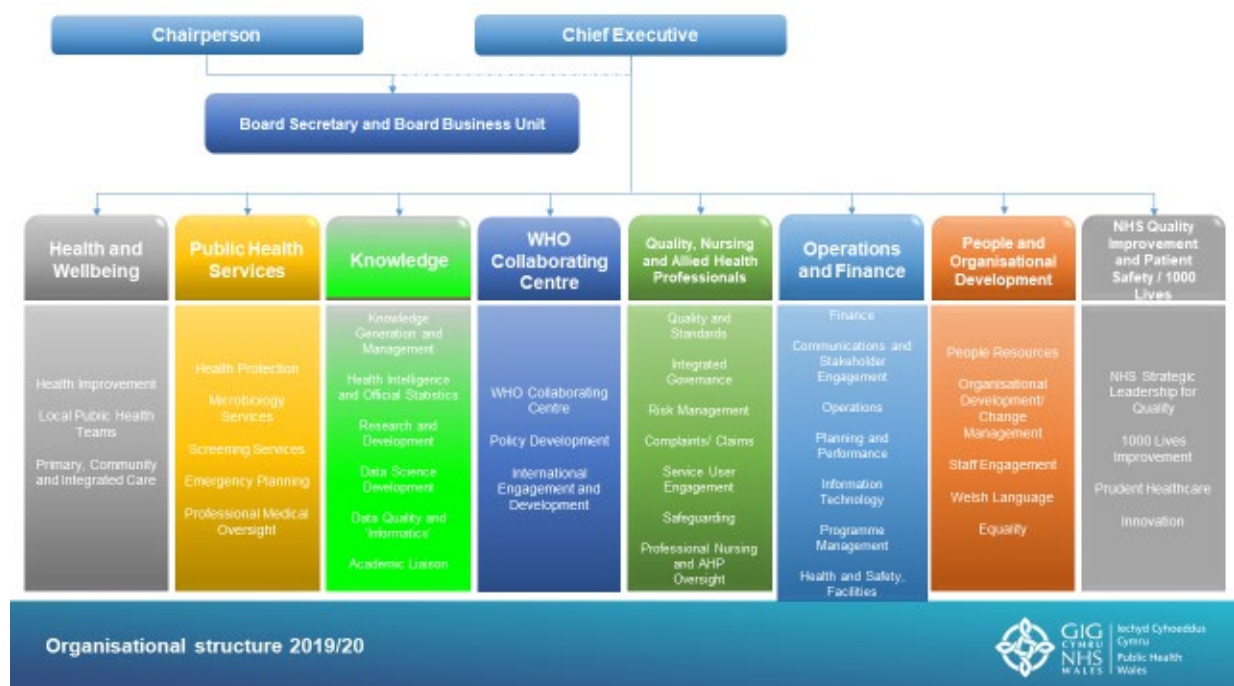 Chairperson
Chief Executive
Board Secretary and Board Business Unit
Health and
Wellbeing
Health Improvement
Local Public Health
Teams
Primary, Community
and Integrated Care
Public Health
Services
Health Protection
Microbiology
Services
Screening Services
Emergency Planning
Professional Medical
Oversight
Knowledge
Knowledge
Generation and
Management
Health Intelligence
and Official Statistics
Research and
Development
Data Science
Development
Data Quality and
'Informatics'
Academic Liaison
WHO
Collaborating
Centre
WHO Collaborating
Centre
Policy Development
International
Engagement and
Development
Quality, Nursing
and Allied Health
Professionals
Quality and
Standards
Integrated
Governance
Risk Management
Complaints/ Claims
Service User
Engagement
Safeguarding
Professional Nursing
and AHP
Oversight
Operations
and Finance
Finance
Communications and
Stakeholder
Engagement
Operations
Planning and
Performance
Information
Technology
Programme
Management
Health and Safety,
Facilities
People and
Organisational
Development
People Resources
Organisational
Development/
Change
Management
Staff Engagement
Welsh Language
Equality
NHS Quality
Improvement
and Patient
Safety / 1000
Lives
NHS Strategic
Leadership for
Quality
1000 Lives
Improvement
Prudent Healthcare
Innovation
Organisational structure 2019/20
GIG
CYMRU
NHS
WALES
Iechyd Cyhoeddus
Cymru
Public Health
Wales